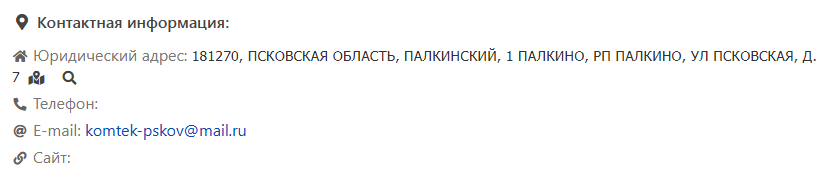 Контактная информация:
Юридический адрес: 181270, ПСКОВСКАЯ ОБЛАСТЬ, ПАЛКИНСКИЙ, 1 ПАЛКИНО, РП ПАЛКИНО, УЛ ПСКОВСКАЯ, Д.
7
Телефон:
E-mail: komtek-pskov@mail.ru
Сайт: